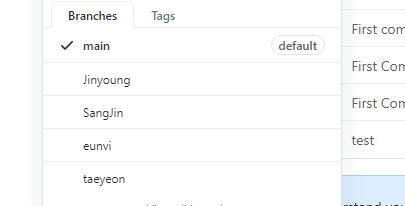 Branches Tags
main default
Jinyoung
SangJin
eunvi
taeyeon
First com
First Com
First Com
test